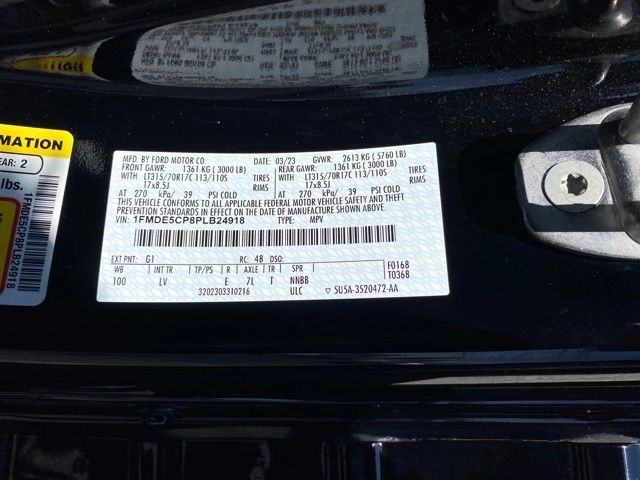 MATION
EAR: 2
lbs.
1FMDE5CP8PLB24918
MFD. BY FORD MOTOR CO.
DATE: 03/23 GVWR: 2613 KG ( 5760 LB)
FRONT GAWR: 1361 KG ( 3000 LB) REAR GAWR: 1361 KG ( 3000 LB)
WITH LT315/70R17C 113/110S TIRES WITH LT315/70R17C 113/110S TIRES
17x8.5J RIMS 17x8.5J RIMS
AT 270 kPa/ 39 PSI COLD AT 270 kPa/ 39 PSI COLD
THIS VEHICLE CONFORMS TO ALL APPLICABLE FEDERAL MOTOR VEHICLE SAFETY AND
THEFT PREVENTION STANDARDS IN EFFECT ON THE DATE OF MANUFACTURE SHOWN ABOVE.
VIN: 1FMDE5CP8PLB24918 TYPE: MPV
EXT PNT: G1 RC: 48 DSO: F0168
WB INT TR TP/PS R AXLE TR SPR T0368
100 LV E 7L T NNBB
3202303310216 ULC ▽ 5U5A-3520472-AA